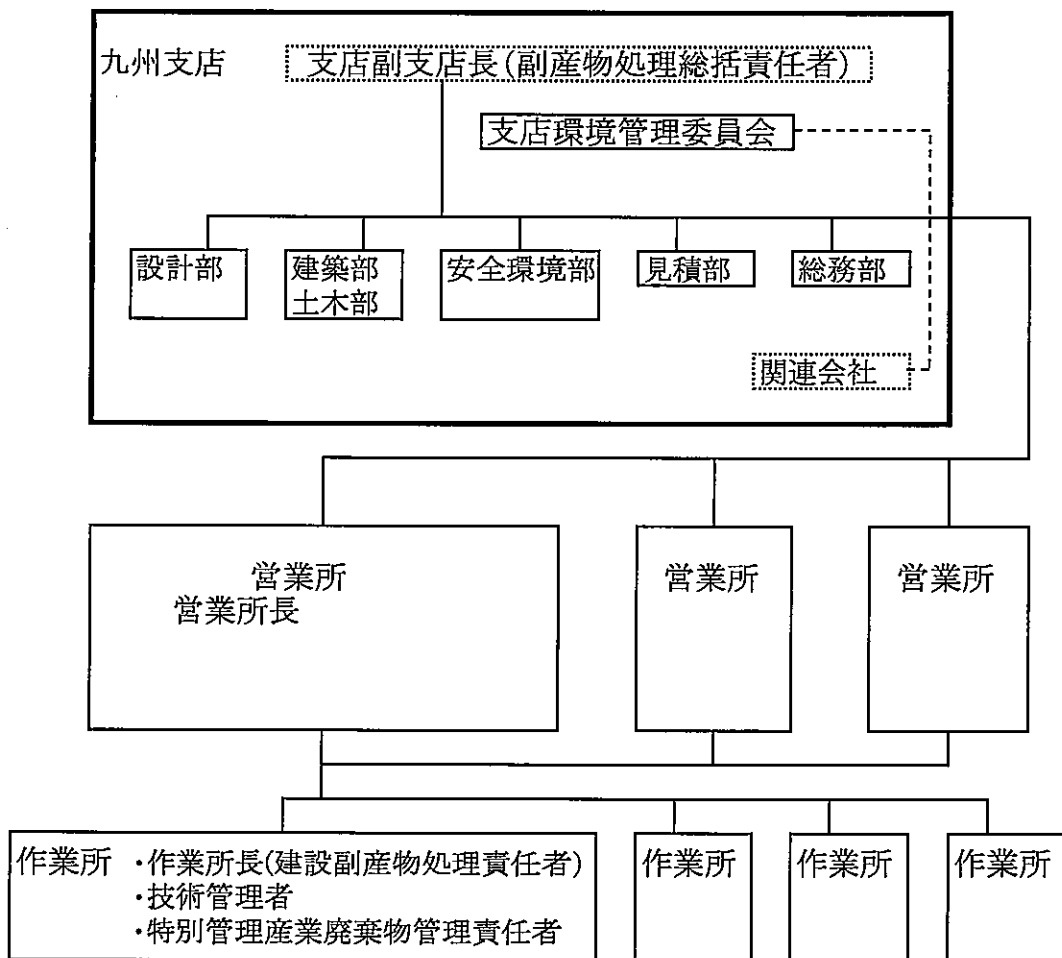 九州支店
支店副支店長(副産物処理総括責任者)
支店環境管理委員会
設計部
建築部
土木部
安全環境部
見積部
総務部
関連会社
営業所
営業所長
営業所
営業所
作業所
・作業所長(建設副産物処理責任者)
・技術管理者
・特別管理産業廃棄物管理責任者
作業所
作業所
作業所